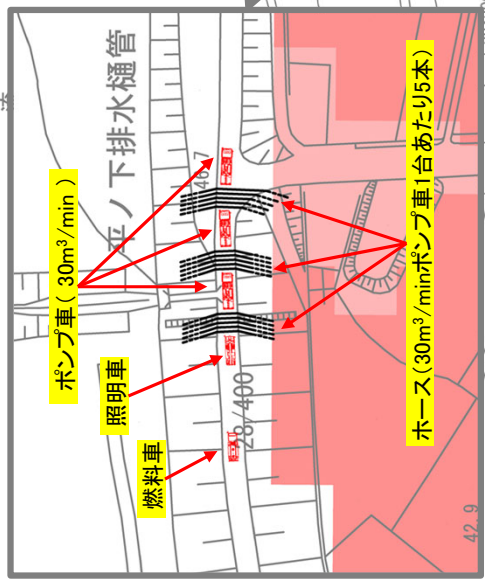 平ノ下排水樋管
46.7
ポンプ車( 30m³/min )
照明車
燃料車
28/400
ホース(30m³/minポンプ車1台あたり5本)
42.9